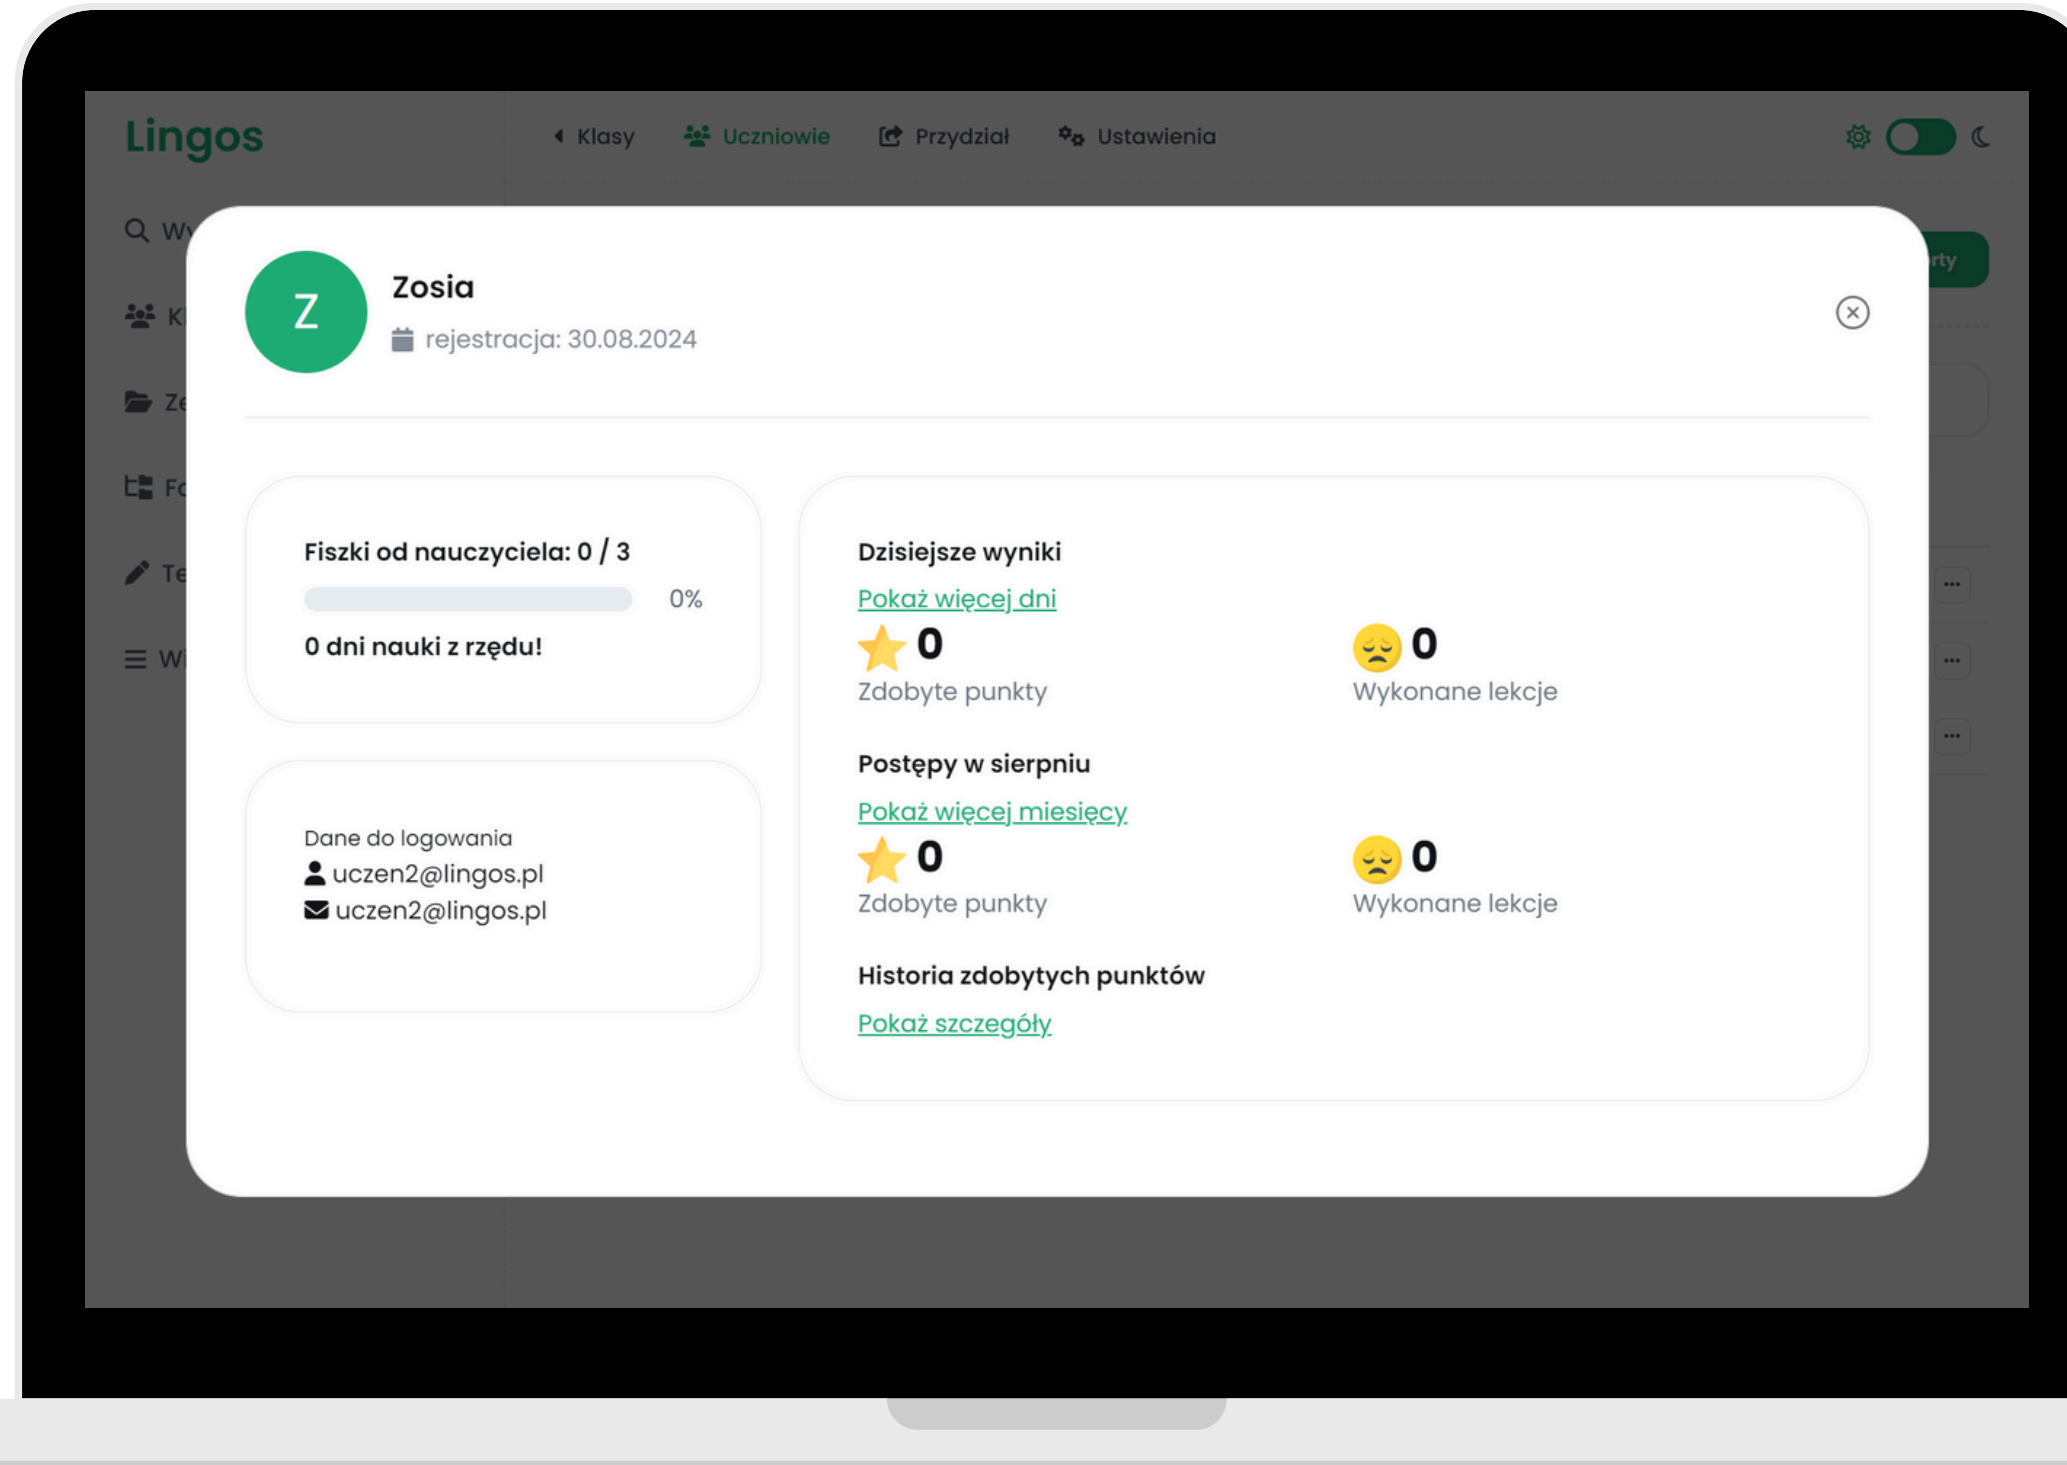 Lingos
Klasy
Uczniowie
Przydział
Ustawienia
Z
Zosia
rejestracja: 30.08.2024
Fiszki od nauczyciela: 0 / 3
0%
0 dni nauki z rzędu!
Dane do logowania
uczen2@lingos.pl
uczen2@lingos.pl
Dzisiejsze wyniki
Pokaż więcej dni
0
0
Zdobyte punkty
Wykonane lekcje
Postępy w sierpniu
Pokaż więcej miesięcy
0
0
Zdobyte punkty
Wykonane lekcje
Historia zdobytych punktów
Pokaż szczegóły